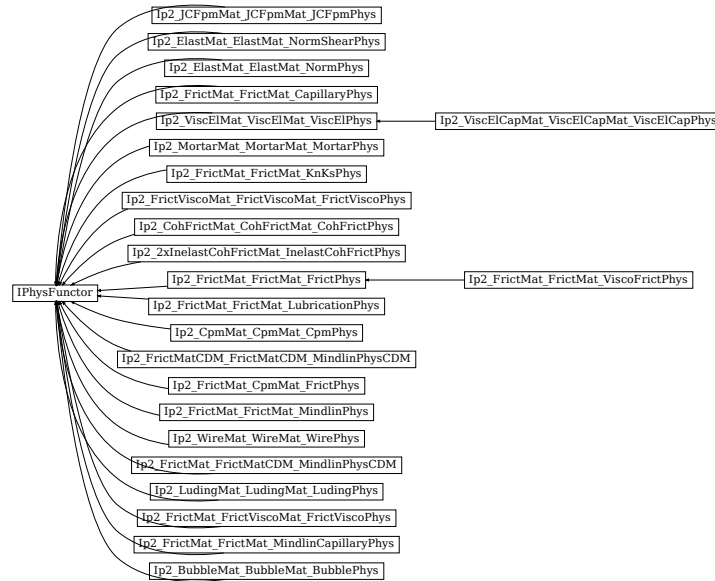 Ip2_JCFpmMat_JCFpmMat_JCFpmPhys
Ip2_ElastMat_ElastMat_NormShearPhys
Ip2_ElastMat_ElastMat_NormPhys
Ip2_FrictMat_FrictMat_CapillaryPhys
Ip2_ViscElMat_ViscElMat_ViscElPhys
Ip2_ViscElCapMat_ViscElCapMat_ViscElCapPhys
Ip2_MortarMat_MortarMat_MortarPhys
Ip2_FrictMat_FrictMat_KnKsPhys
Ip2_FrictViscoMat_FrictViscoMat_FrictViscoPhys
Ip2_CohFrictMat_CohFrictMat_CohFrictPhys
Ip2_2xInelastCohFrictMat_InelastCohFrictPhys
Ip2_FrictMat_FrictMat_FrictPhys
Ip2_FrictMat_FrictMat_ViscoFrictPhys
IPhysFunctor
Ip2_FrictMat_FrictMat_LubricationPhys
Ip2_CpmMat_CpmMat_CpmPhys
Ip2_FrictMatCDM_FrictMatCDM_MindlinPhysCDM
Ip2_FrictMat_CpmMat_FrictPhys
Ip2_FrictMat_FrictMat_MindlinPhys
Ip2_WireMat_WireMat_WirePhys
Ip2_FrictMat_FrictMatCDM_MindlinPhysCDM
Ip2_LudingMat_LudingMat_LudingPhys
Ip2_FrictMat_FrictViscoMat_FrictViscoPhys
Ip2_FrictMat_FrictMat_MindlinCapillaryPhys
Ip2_BubbleMat_BubbleMat_BubblePhys